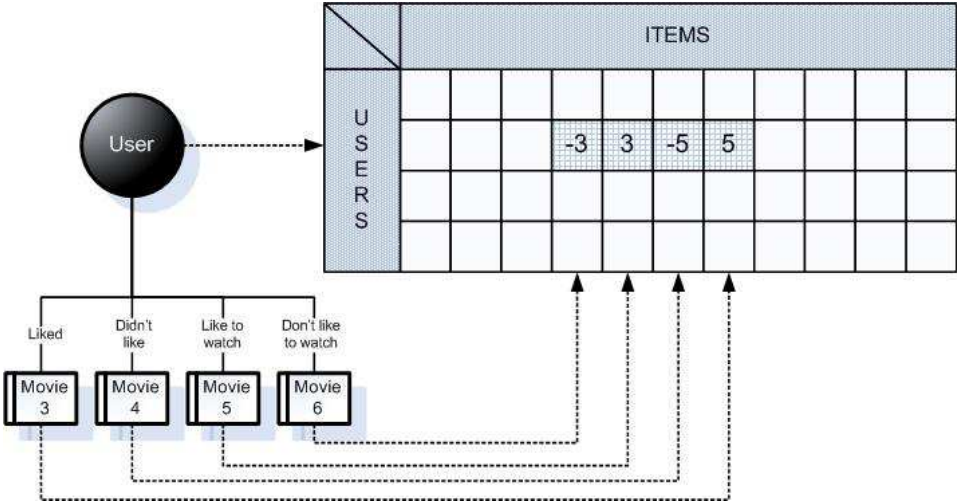 ITEMS
U
S
E
R
S
-3 3 -5 5
User
Liked
Didn't
like
Like to
watch
Don't like
to watch
Movie
3
Movie
4
Movie
5
Movie
6